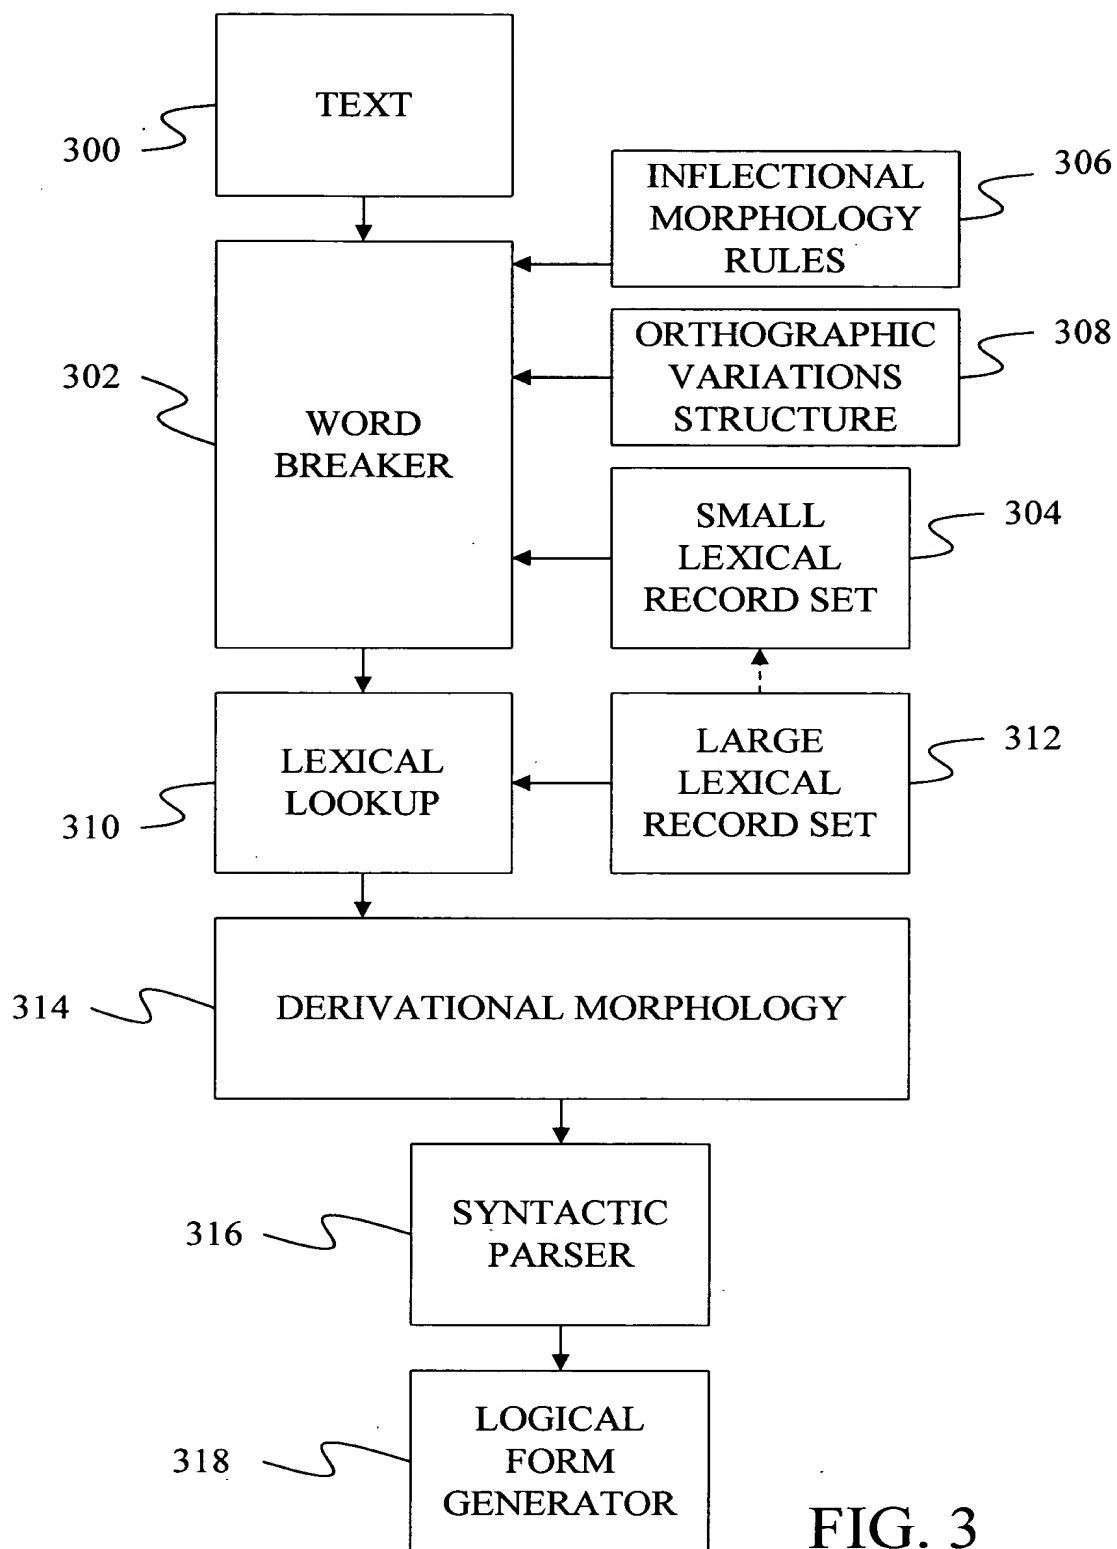 TEXT
300
INFLECTIONAL
MORPHOLOGY
RULES
306
ORTHOGRAPHIC
VARIATIONS
STRUCTURE
308
302
WORD
BREAKER
SMALL
LEXICAL
RECORD SET
304
LEXICAL
LOOKUP
310
LARGE
LEXICAL
RECORD SET
312
314
DERIVATIONAL MORPHOLOGY
316
SYNTACTIC
PARSER
318
LOGICAL
FORM
GENERATOR
FIG. 3